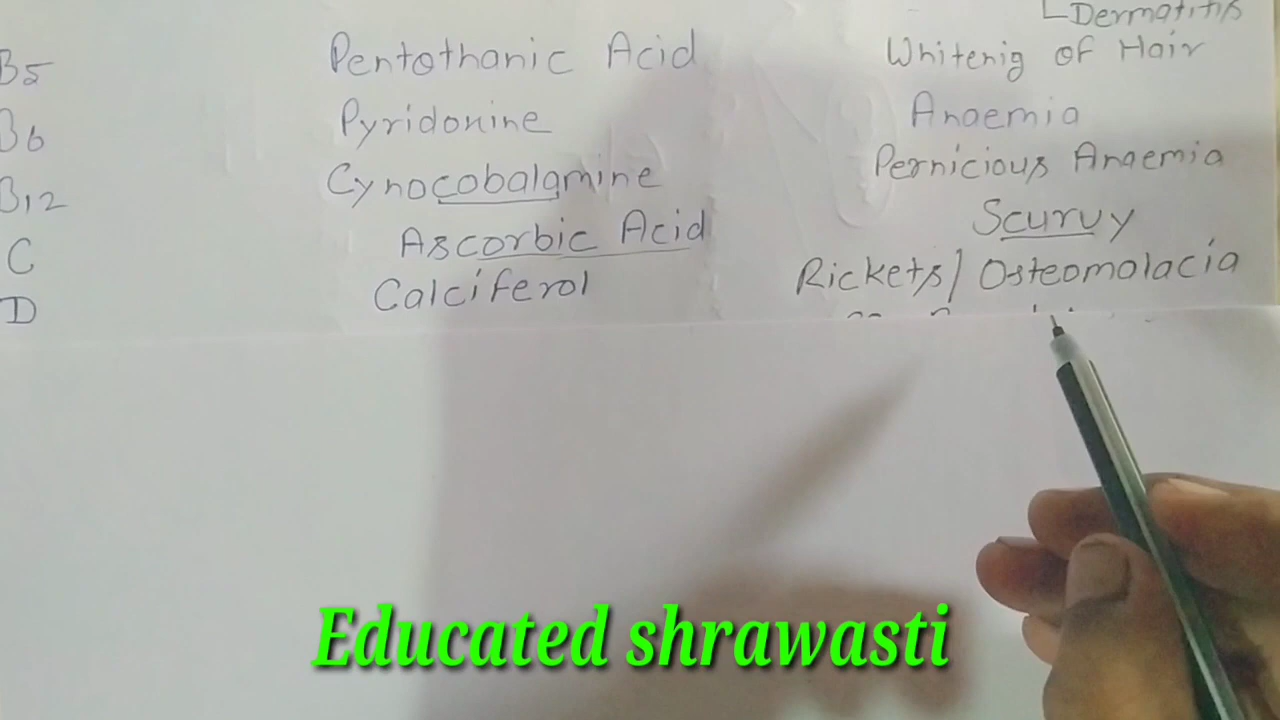 Dermatitis
B5 Pentothanic Acid Whitenig of Hair
B6 Pyridonine Anaemia
B12 Cynocobalamine Pernicious Anaemia
C Ascorbic Acid Scurvy
D Calciferol Rickets/ Osteomalacia
Educated shrawasti